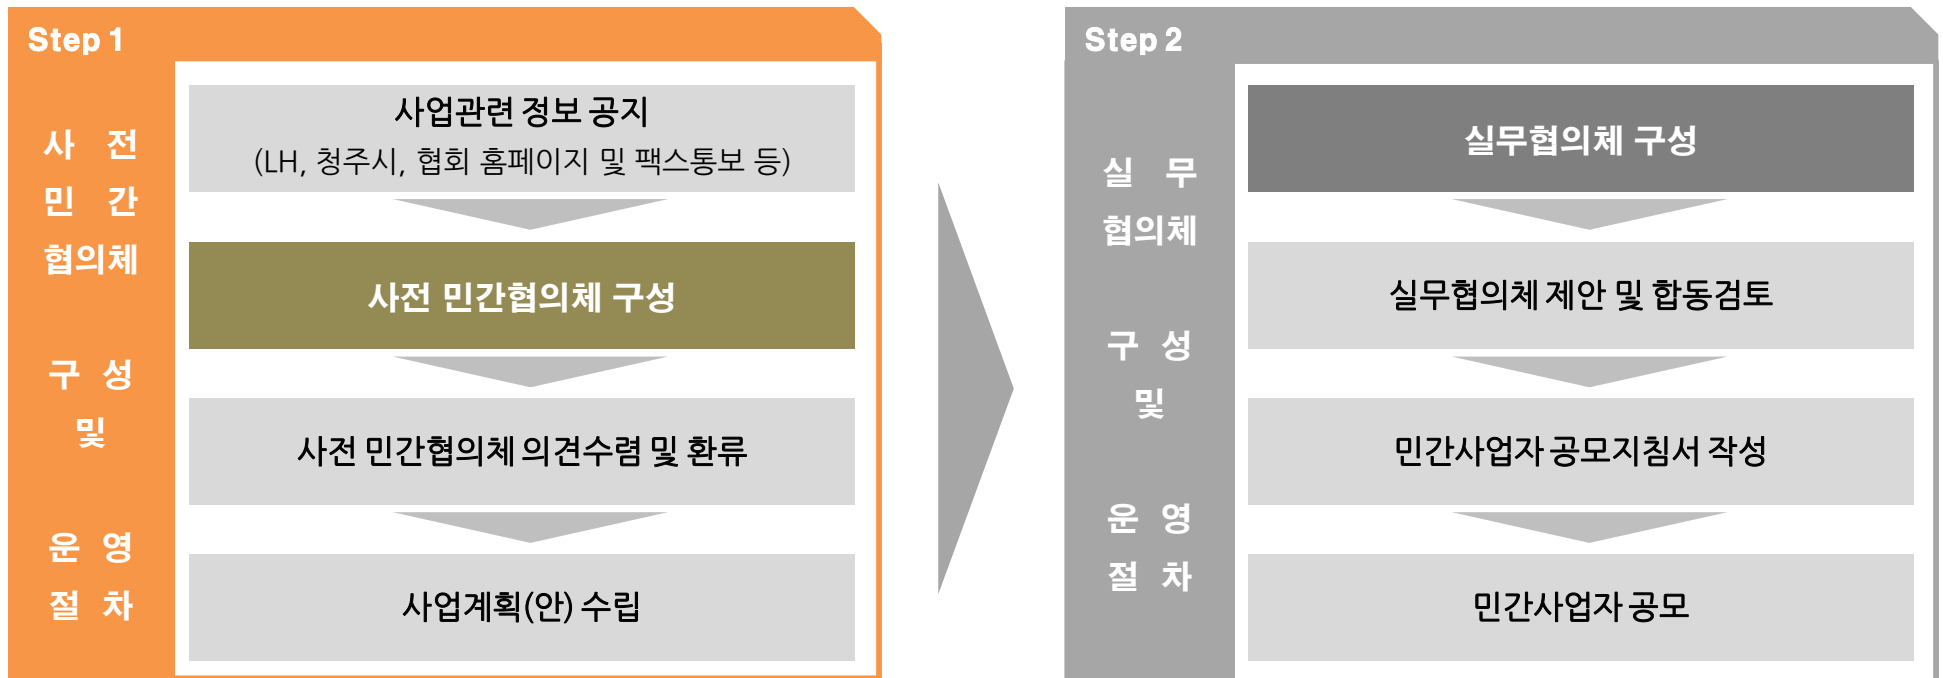 Step 1
사 전
민 간
협의체
구 성
및
운 영
절 차
사업관련 정보 공지
(LH, 청주시, 협회 홈페이지 및 팩스통보 등)
사전 민간협의체 구성
사전 민간협의체 의견수렴 및 환류
사업계획(안) 수립
Step 2
실 무
협의체
구 성
및
운 영
절 차
실무협의체 구성
실무협의체 제안 및 합동검토
민간사업자 공모지침서 작성
민간사업자 공모